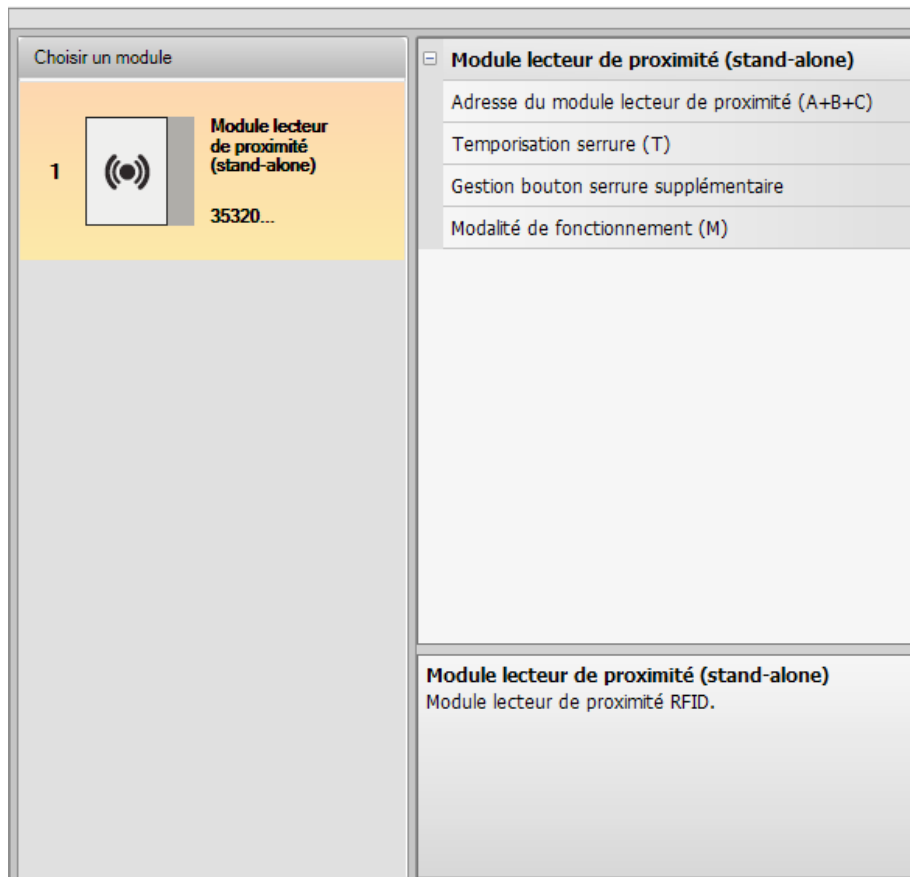 Choisir un module
1
Module lecteur
de proximité
(stand-alone)
35320...
Module lecteur de proximité (stand-alone)
Adresse du module lecteur de proximité (A+B+C)
Temporisation serrure (T)
Gestion bouton serrure supplémentaire
Modalité de fonctionnement (M)
Module lecteur de proximité (stand-alone)
Module lecteur de proximité RFID.